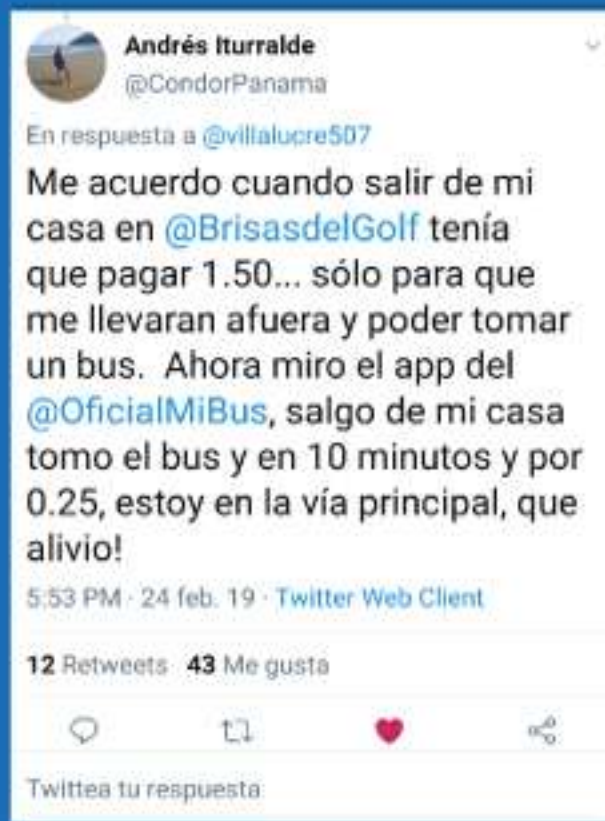 Andrés Iturralde
@CondorPanama
En respuesta a @villalucre507
Me acuerdo cuando salir de mi
casa en @BrisasdelGolf tenía
que pagar 1.50... sólo para que
me llevaran afuera y poder tomar
un bus. Ahora miro el app del
@OficialMiBus, salgo de mi casa
tomo el bus y en 10 minutos y por
0.25, estoy en la vía principal, que
alivio!
5:53 PM · 24 feb. 19 · Twitter Web Client
12 Retweets 43 Me gusta
Twittea tu respuesta